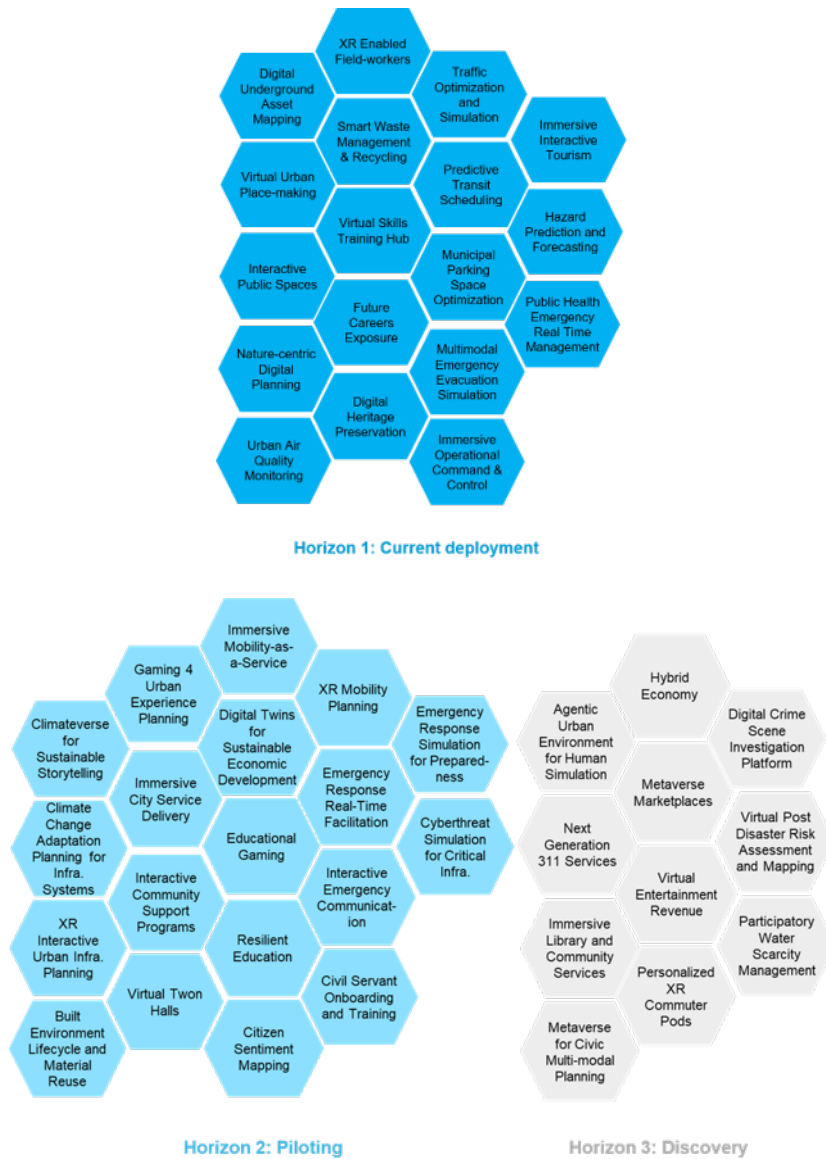 XR Enabled
Field-workers
Digital
Underground
Asset
Mapping
Traffic
Optimization
and
Simulation
Smart Waste
Management
& Recycling
Immersive
Interactive
Tourism
Virtual Urban
Place-making
Predictive
Transit
Scheduling
Virtual Skills
Training Hub
Hazard
Prediction and
Forecasting
Interactive
Public Spaces
Municipal
Parking
Space
Optimization
Future
Careers
Exposure
Public Health
Emergency
Real Time
Management
Nature-centric
Digital
Planning
Multimodal
Emergency
Evacuation
Simulation
Digital
Heritage
Preservation
Urban Air
Quality
Monitoring
Immersive
Operational
Command &
Control
Horizon 1: Current deployment
Immersive
Mobility-as-
a-Service
Gaming 4
Urban
Experience
Planning
XR Mobility
Planning
Climateverse
for
Sustainable
Storytelling
Digital Twins
for
Sustainable
Economic
Development
Emergency
Response
Simulation
for Prepared-
ness
Immersive
City Service
Delivery
Emergency
Response
Real-Time
Facilitation
Climate
Change
Adaptation
Planning for
Infra.
Systems
Educational
Gaming
Cyberthreat
Simulation
for Critical
Infra.
Interactive
Community
Support
Programs
Interactive
Emergency
Communicat-
ion
XR
Interactive
Urban Infra.
Planning
Resilient
Education
Virtual Twon
Halls
Civil Servant
Onboarding
and Training
Built
Environment
Lifecycle and
Material
Reuse
Citizen
Sentiment
Mapping
Horizon 2: Piloting
Hybrid
Economy
Agentic
Urban
Environment
for Human
Simulation
Digital Crime
Scene
Investigation
Platform
Metaverse
Marketplaces
Next
Generation
311 Services
Virtual Post
Disaster Risk
Assessment
and Mapping
Virtual
Entertainment
Revenue
Immersive
Library and
Community
Services
Participatory
Water
Scarcity
Management
Personalized
XR
Commuter
Pods
Metaverse
for Civic
Multi-modal
Planning
Horizon 3: Discovery